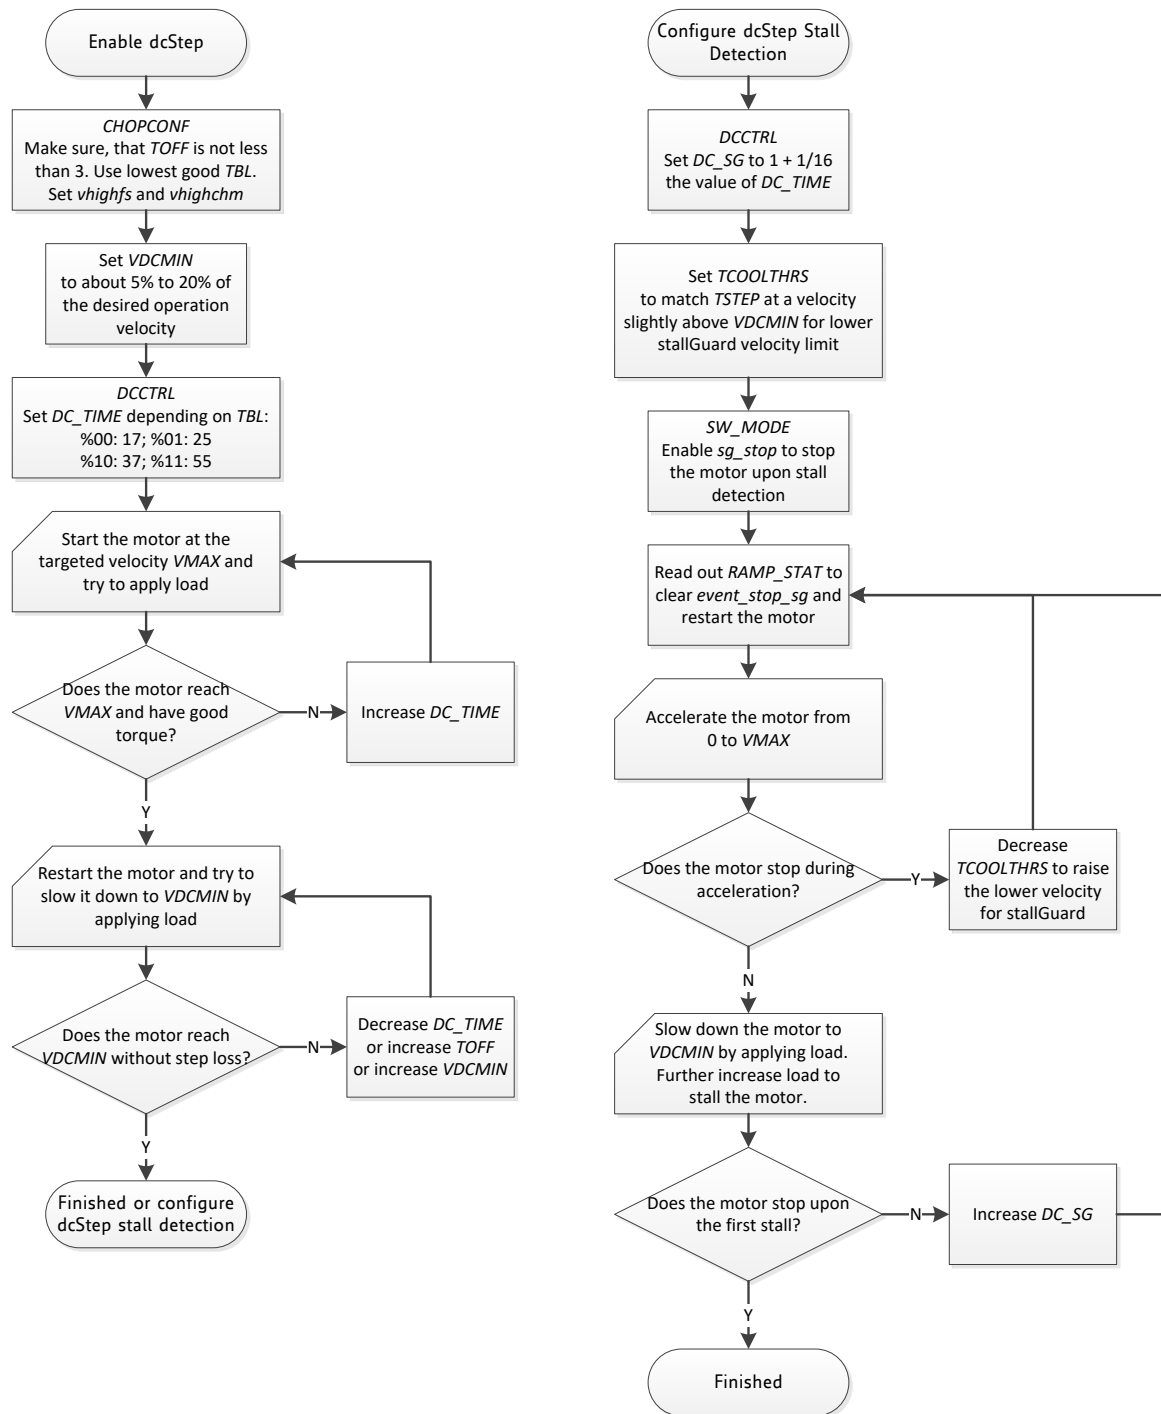 Enable dcStep
CHOPCONF
Make sure, that TOFF is not less
than 3. Use lowest good TBL.
Set vhighfs and vhighchm
Set VDCMIN
to about 5% to 20% of
the desired operation
velocity
DCCTRL
Set DC_TIME depending on TBL:
%00: 17; %01: 25
%10: 37; %11: 55
Start the motor at the
targeted velocity VMAX and
try to apply load
Does the motor reach
VMAX and have good
torque?
N
Increase DC_TIME
Y
Restart the motor and try to
slow it down to VDCMIN by
applying load
Does the motor reach
VDCMIN without step loss?
N
Decrease DC_TIME
or increase TOFF
or increase VDCMIN
Y
Finished or configure
dcStep stall detection
Configure dcStep Stall
Detection
DCCTRL
Set DC_SG to 1 + 1/16
the value of DC_TIME
Set TCOOLTHRS
to match TSTEP at a velocity
slightly above VDCMIN for lower
stallGuard velocity limit
SW_MODE
Enable sg_stop to stop
the motor upon stall
detection
Read out RAMP_STAT to
clear event_stop_sg and
restart the motor
Accelerate the motor from
0 to VMAX
Does the motor stop during
acceleration?
Y
Decrease
TCOOLTHRS to raise
the lower velocity
for stallGuard
N
Slow down the motor to
VDCMIN by applying load.
Further increase load to
stall the motor.
Does the motor stop upon
the first stall?
N
Increase DC_SG
Y
Finished